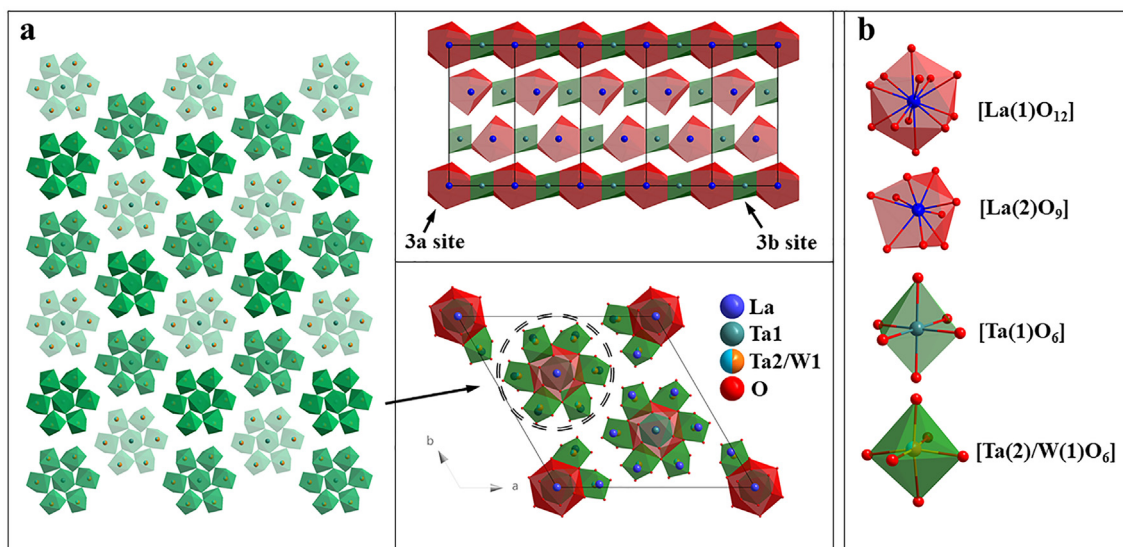 a
3a site
3b site
La
Ta1
Ta2/W1
O
b
a
b
[La(1)O₁₂]
[La(2)O₉]
[Ta(1)O₆]
[Ta(2)/W(1)O₆]